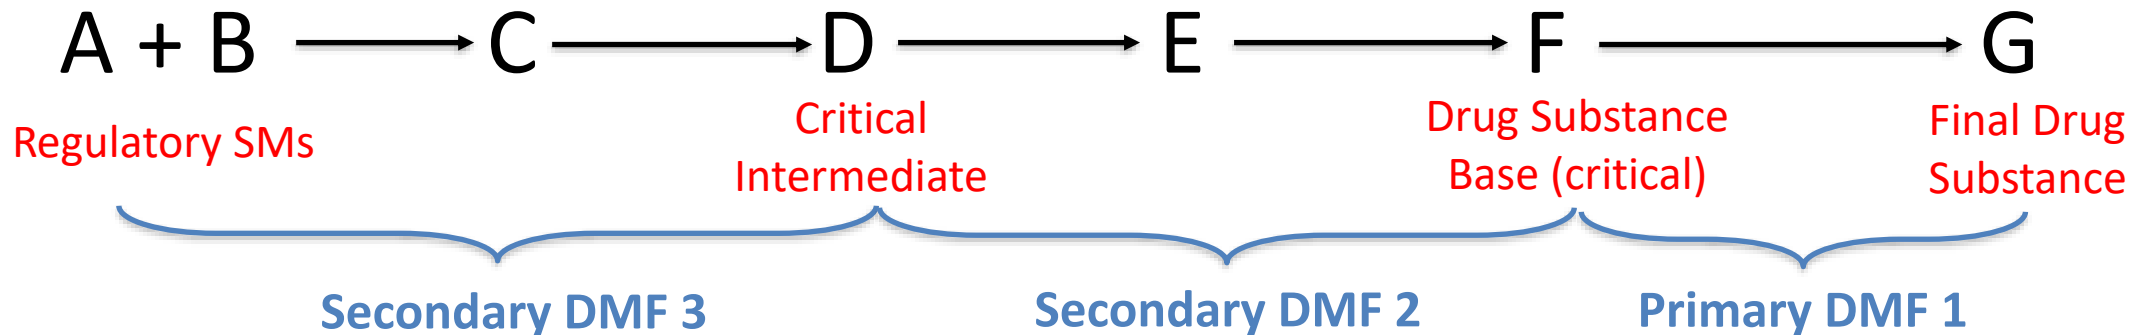 A + B C D E F G
Regulatory SMs
Critical
Intermediate
Drug Substance
Base (critical)
Final Drug
Substance
Secondary DMF 3
Secondary DMF 2
Primary DMF 1